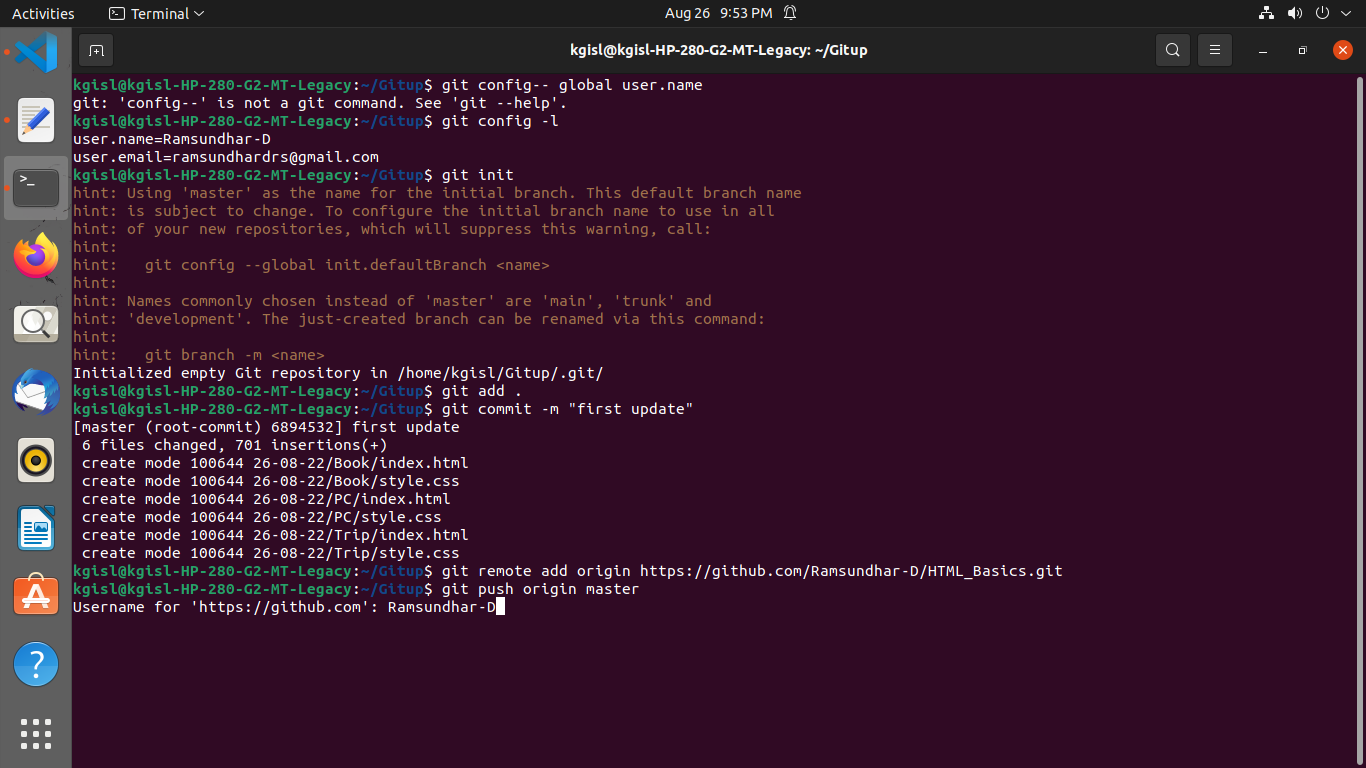 Activities
Terminal
Aug 26 9:53 PM
kgisl@kgisl-HP-280-G2-MT-Legacy: ~/Gitup
kgisl@kgisl-HP-280-G2-MT-Legacy:~/Gitup$ git config-- global user.name
git: 'config--' is not a git command. See 'git --help'.
kgisl@kgisl-HP-280-G2-MT-Legacy:~/Gitup$ git config -l
user.name=Ramsundhar-D
user.email=ramsundhardrs@gmail.com
kgisl@kgisl-HP-280-G2-MT-Legacy:~/Gitup$ git init
hint: Using 'master' as the name for the initial branch. This default branch name
hint: is subject to change. To configure the initial branch name to use in all
hint: of your new repositories, which will suppress this warning, call:
hint:
hint:   git config --global init.defaultBranch <name>
hint:
hint: Names commonly chosen instead of 'master' are 'main', 'trunk' and
hint: 'development'. The just-created branch can be renamed via this command:
hint:
hint:   git branch -m <name>
Initialized empty Git repository in /home/kgisl/Gitup/.git/
kgisl@kgisl-HP-280-G2-MT-Legacy:~/Gitup$ git add .
kgisl@kgisl-HP-280-G2-MT-Legacy:~/Gitup$ git commit -m "first update"
[master (root-commit) 6894532] first update
 6 files changed, 701 insertions(+)
 create mode 100644 26-08-22/Book/index.html
 create mode 100644 26-08-22/Book/style.css
 create mode 100644 26-08-22/PC/index.html
 create mode 100644 26-08-22/PC/style.css
 create mode 100644 26-08-22/Trip/index.html
 create mode 100644 26-08-22/Trip/style.css
kgisl@kgisl-HP-280-G2-MT-Legacy:~/Gitup$ git remote add origin https://github.com/Ramsundhar-D/HTML_Basics.git
kgisl@kgisl-HP-280-G2-MT-Legacy:~/Gitup$ git push origin master
Username for 'https://github.com': Ramsundhar-D